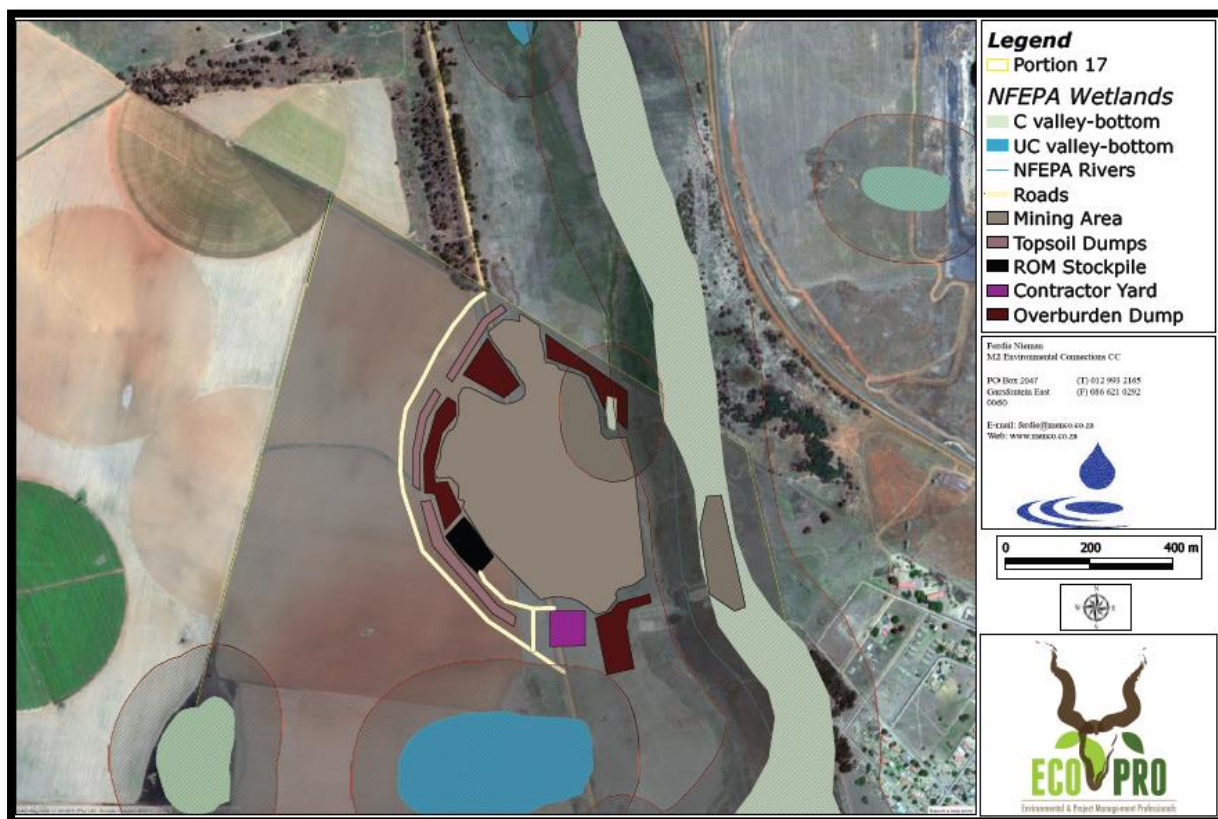 Legend
Portion 17
NFEPA Wetlands
C valley-bottom
UC valley-bottom
NFEPA Rivers
Roads
Mining Area
Topsoil Dumps
ROM Stockpile
Contractor Yard
Overburden Dump
Ferdie Nieman
M2 Environmental Connections CC
PO Box 2047 (T) 012 993 2165
Garsfontein East (F) 086 621 0292
0060
E-mail: ferdie@menco.co.za
Web: www.menco.co.za
0 200 400 m
N
W E
S
ECO PRO
Environmental & Project Management Professionals